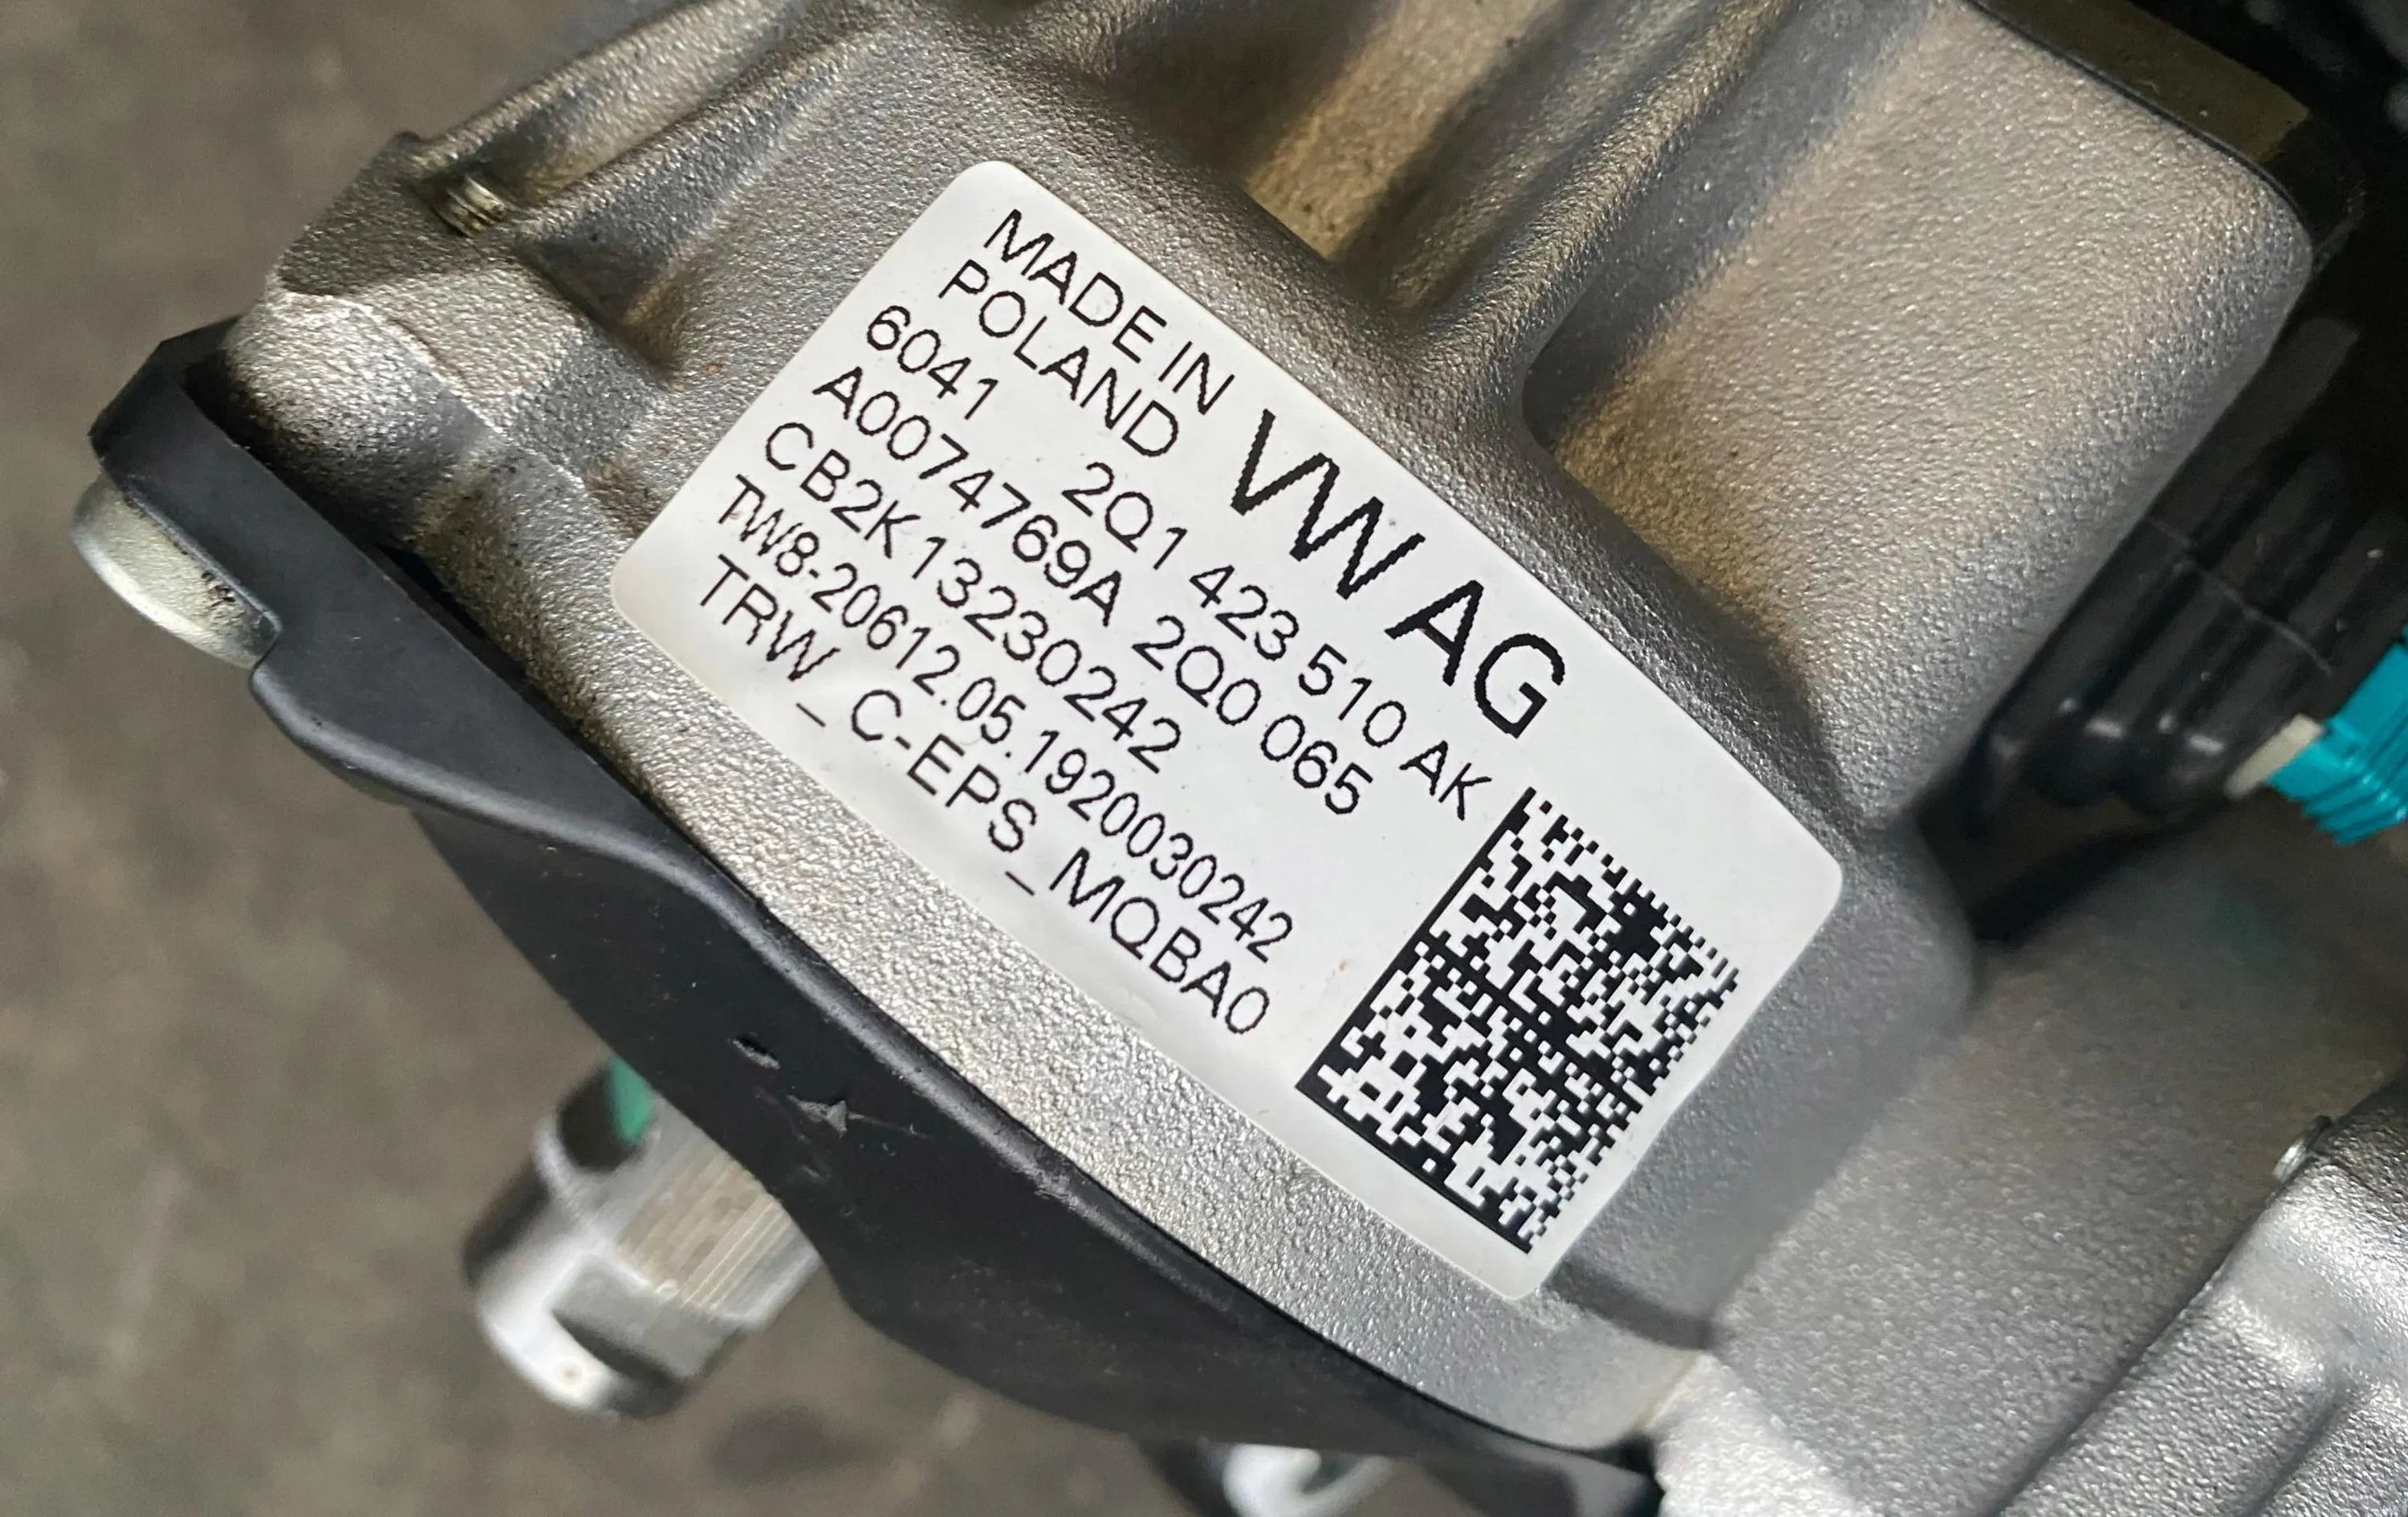 MADE IN
POLAND VW AG
6041 2Q1 423 510 AK
A0074769A 2Q0 065
CB2K13230242
TW8-20612.05.1920030242
TRW_C-EPS_MQBA0